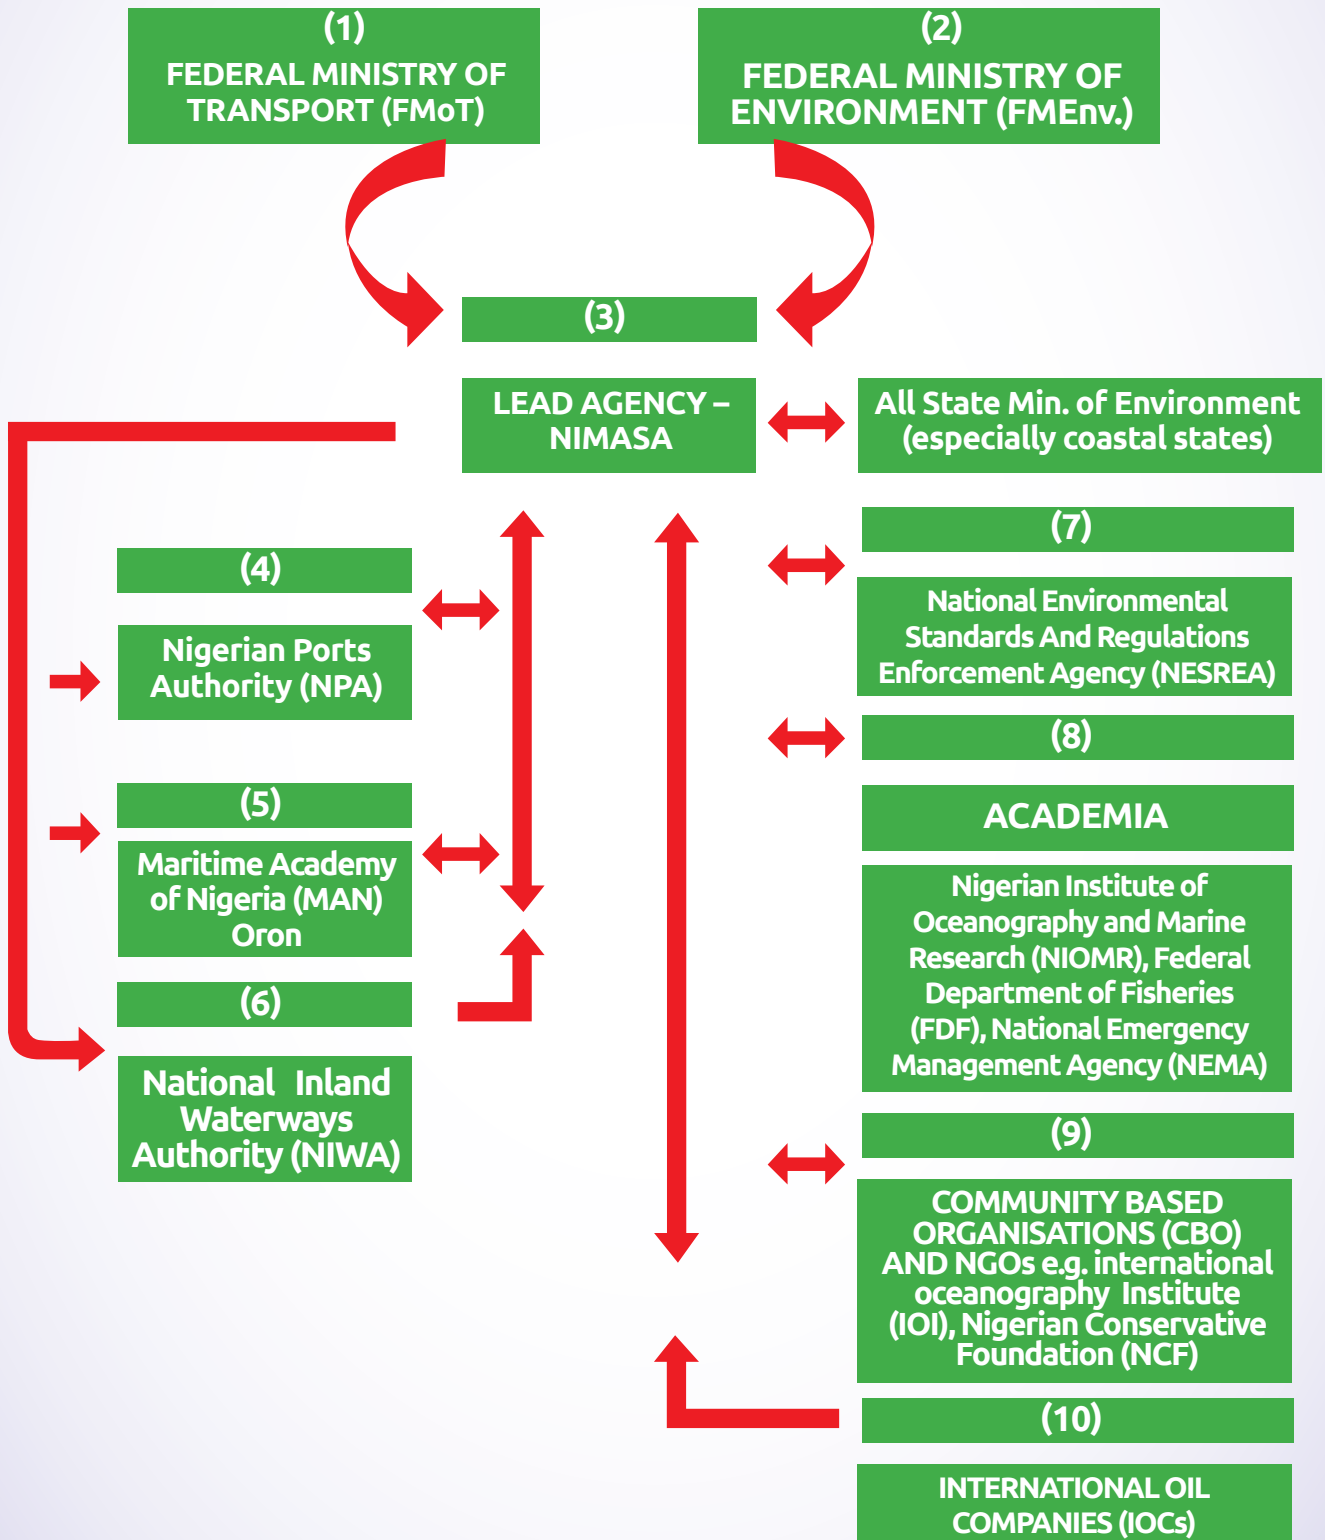 (1)
FEDERAL MINISTRY OF
TRANSPORT (FMoT)
(2)
FEDERAL MINISTRY OF
ENVIRONMENT (FMEnv.)
(3)
LEAD AGENCY –
NIMASA
All State Min. of Environment
(especially coastal states)
(4)
Nigerian Ports
Authority (NPA)
(5)
Maritime Academy
of Nigeria (MAN)
Oron
(6)
National Inland
Waterways
Authority (NIWA)
(7)
National Environmental
Standards And Regulations
Enforcement Agency (NESREA)
(8)
ACADEMIA
Nigerian Institute of
Oceanography and Marine
Research (NIOMR), Federal
Department of Fisheries
(FDF), National Emergency
Management Agency (NEMA)
(9)
COMMUNITY BASED
ORGANISATIONS (CBO)
AND NGOs e.g. international
oceanography Institute
(IOI), Nigerian Conservative
Foundation (NCF)
(10)
INTERNATIONAL OIL
COMPANIES (IOCs)